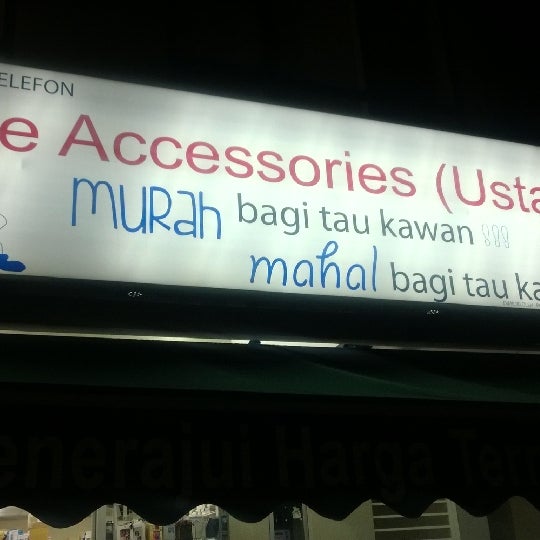 ELEFON
e Accessories (Usta
MURah bagi tau kawan !!!
mahal bagi tau ka
enerajui Harga Ter